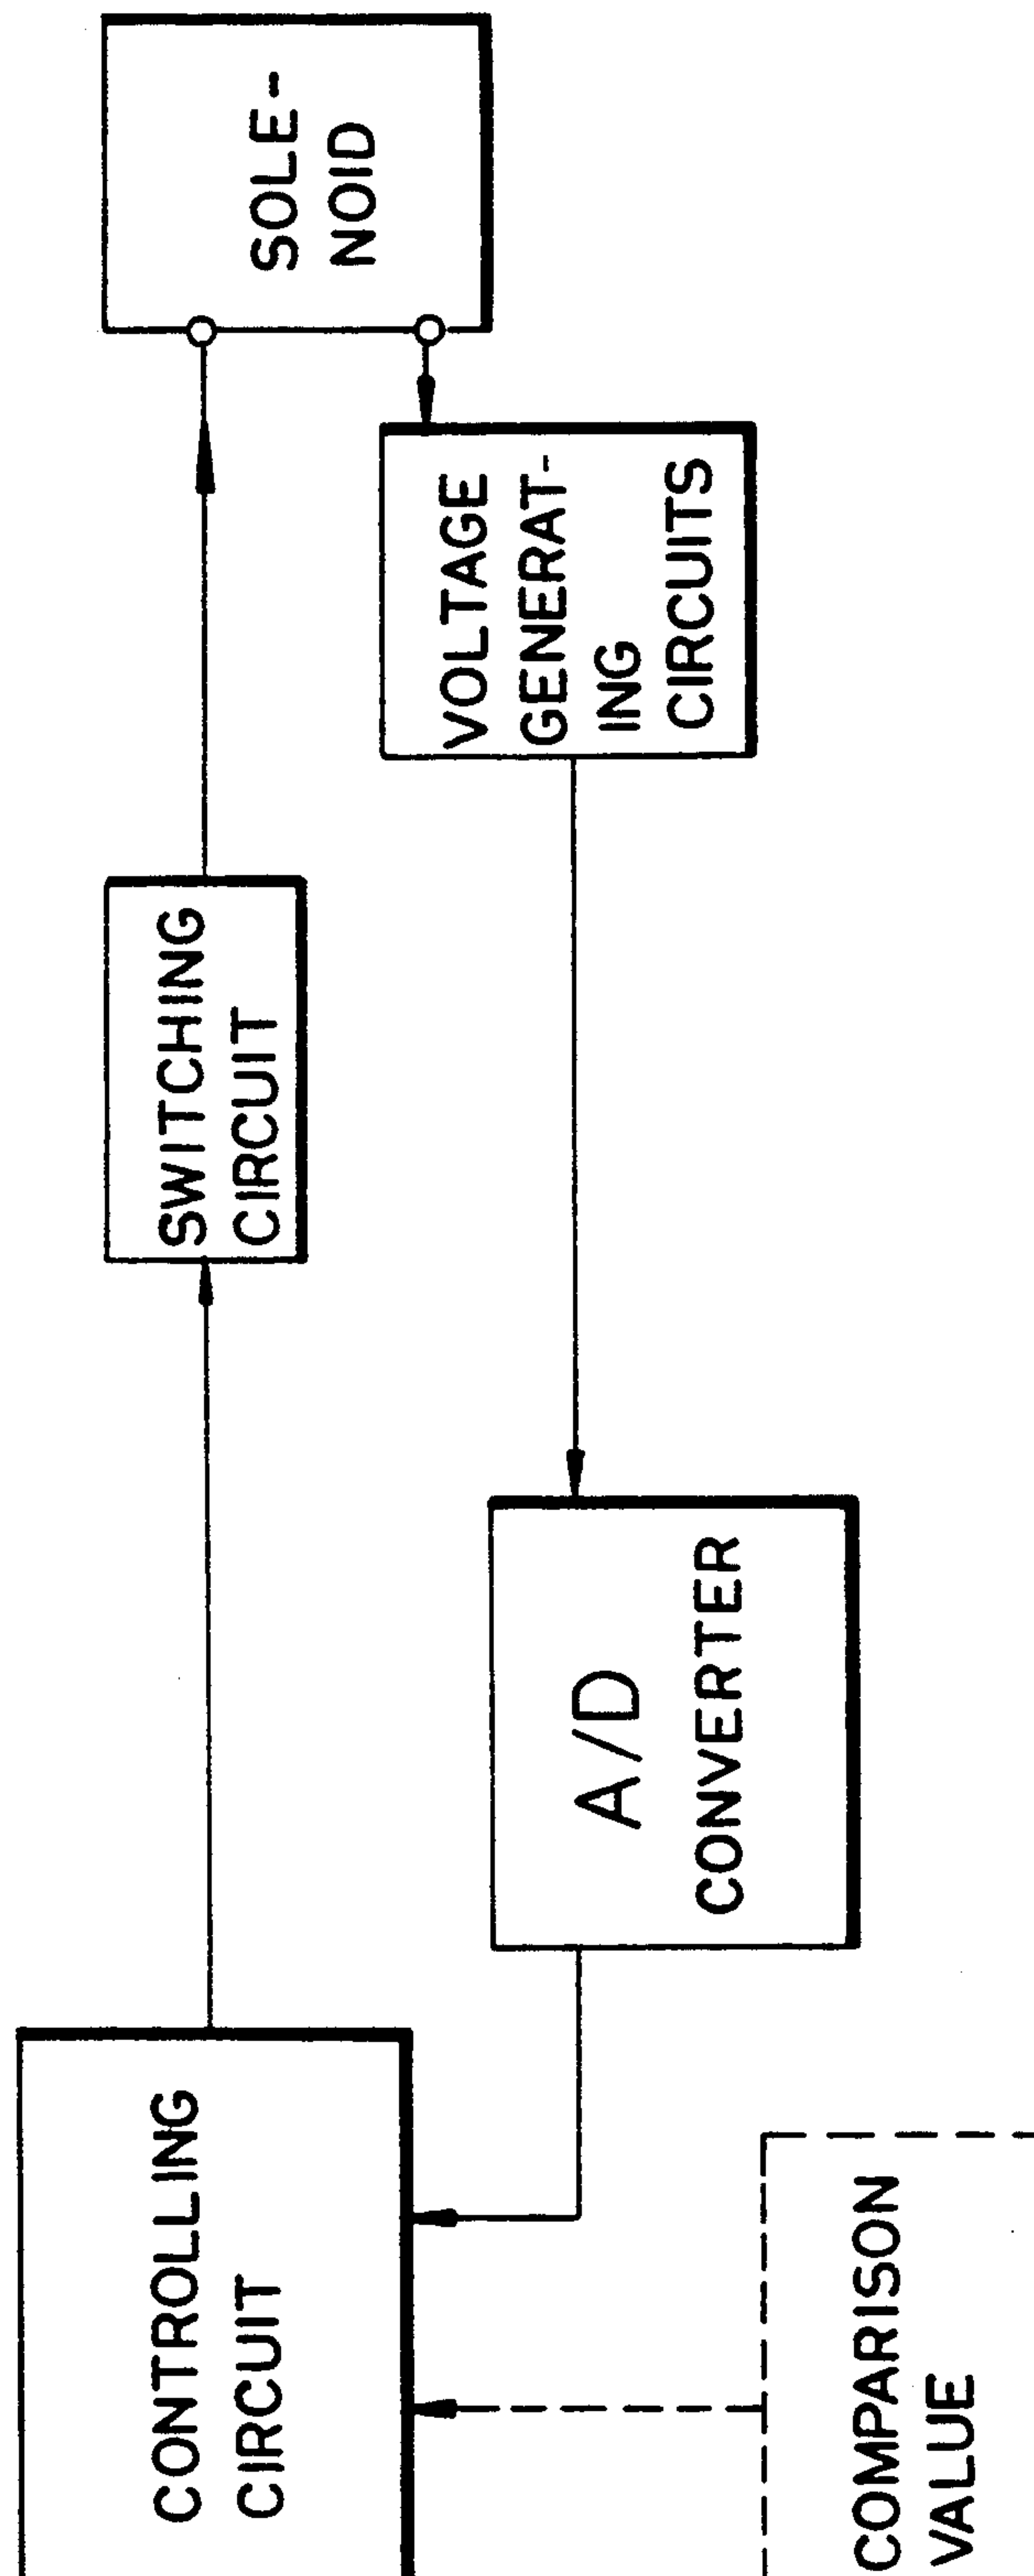 CONTROLLING
CIRCUIT
SWITCHING
CIRCUIT
SOLE-
NOID
VOLTAGE
GENERAT-
ING
CIRCUITS
A/D
CONVERTER
COMPARISON
VALUE